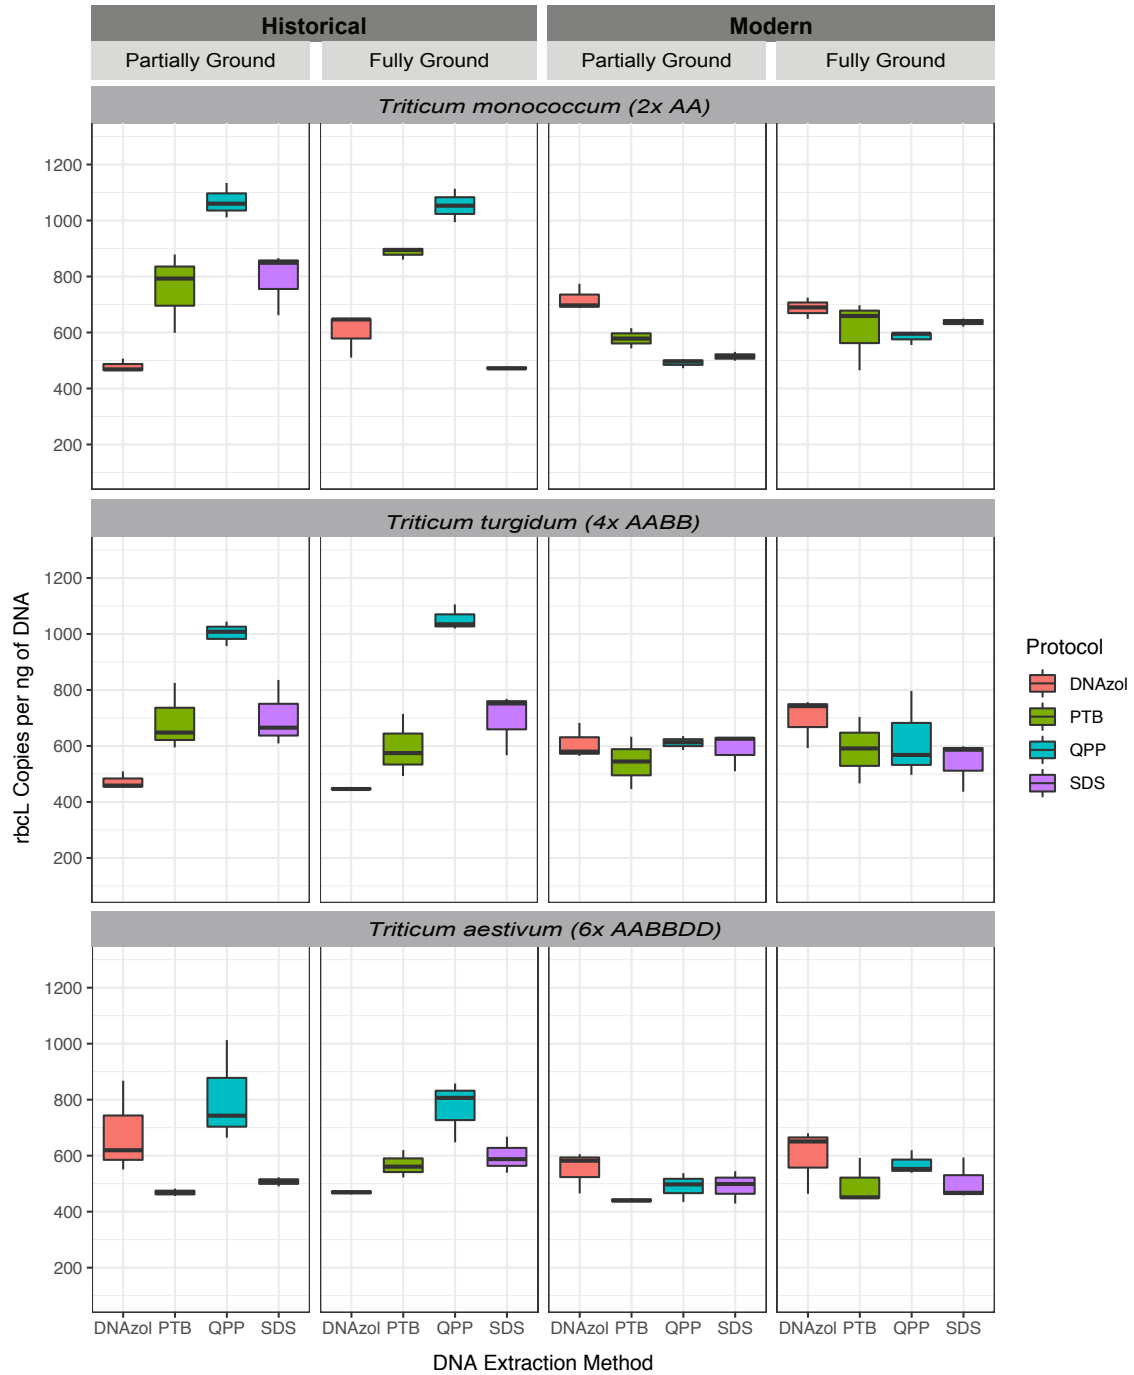 Historical Modern
Partially Ground Fully Ground Partially Ground Fully Ground
Triticum monococcum (2x AA)
1200
1000
800
600
400
200
Triticum turgidum (4x AABB)
1200
1000
800
600
400
200
rbcL Copies per ng of DNA
Protocol
DNAzol
PTB
QPP
SDS
Triticum aestivum (6x AABBDD)
1200
1000
800
600
400
200
DNAzol PTB QPP SDS DNAzol PTB QPP SDS DNAzol PTB QPP SDS DNAzol PTB QPP SDS
DNA Extraction Method